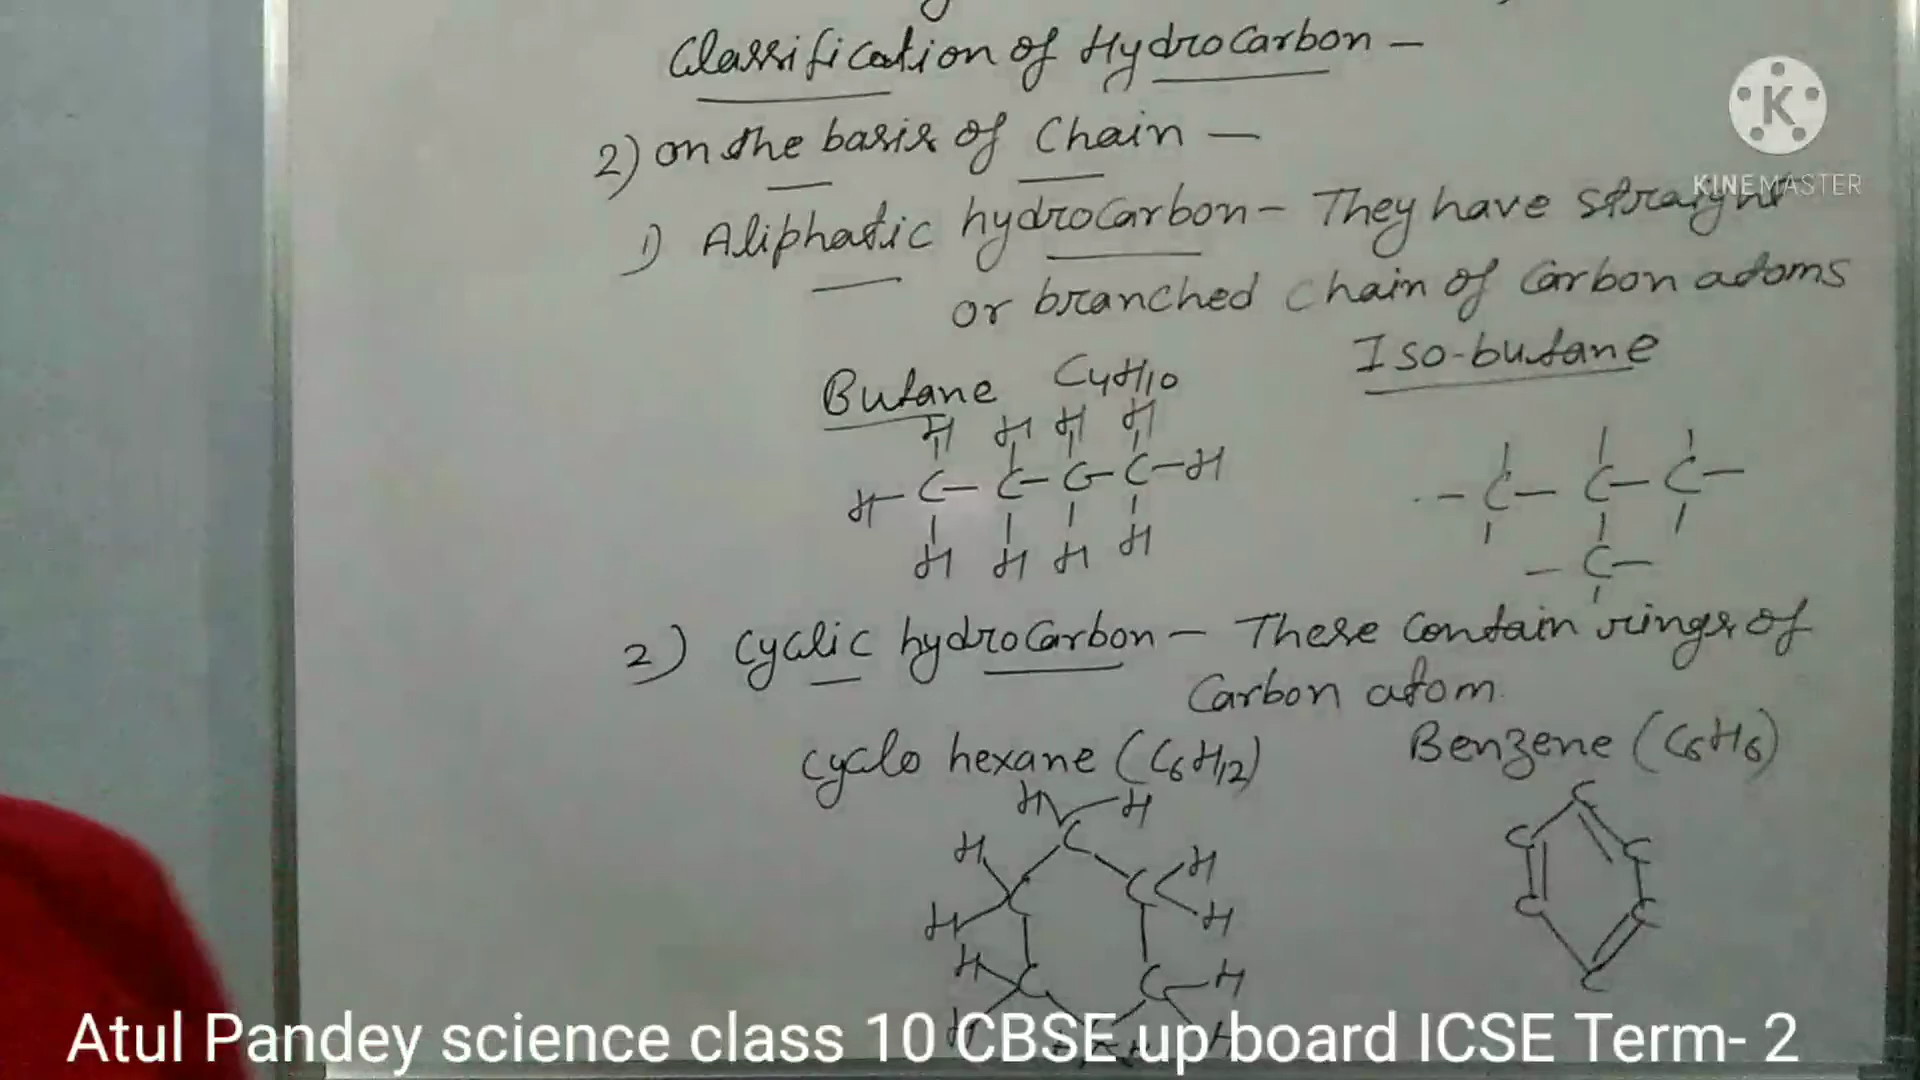 Classification of HydroCarbon -
K
2) on the basis of Chain -
KINEMASTER
1) Aliphatic hydrocarbon - They have straight
or branched chain of Carbon atoms
Iso-butane
Butane C4H10
H H H H
H - C - C - C - C - H
H H H H
- C - C - C -
- C -
2) Cyclic hydrocarbon - These contain rings of
Carbon atom.
Cyclo hexane (C6H12)
Benzene (C6H6)
H H
C
H C C H
H H
H C C H
H H
C
C C
C C
C
Atul Pandey science class 10 CBSE up board ICSE Term- 2